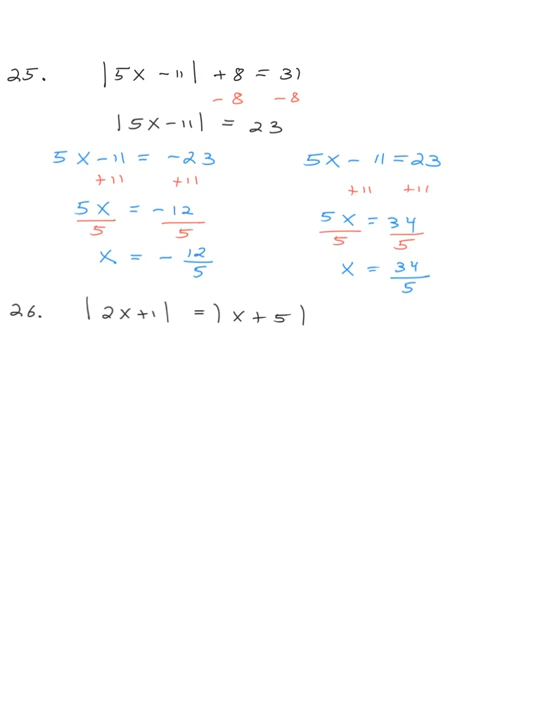 25. |5x - 11| + 8 = 31
- 8 - 8
|5x - 11| = 23
5x - 11 = -23
+11 +11
5x = -12
5 5
x = - 12/5
5x - 11 = 23
+11 +11
5x = 34
5 5
x = 34/5
26. |2x + 1| = |x + 5|